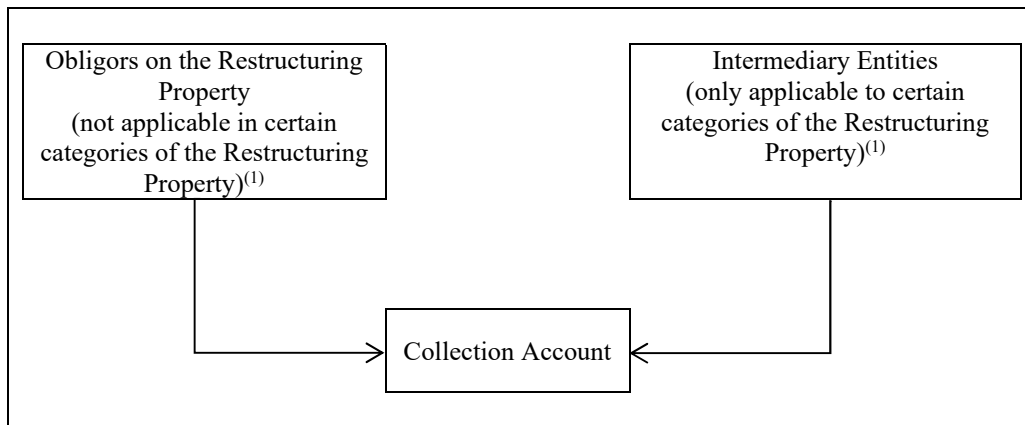 Obligors on the Restructuring
Property
(not applicable in certain
categories of the Restructuring
Property)(1)
Intermediary Entities
(only applicable to certain
categories of the Restructuring
Property)(1)
Collection Account